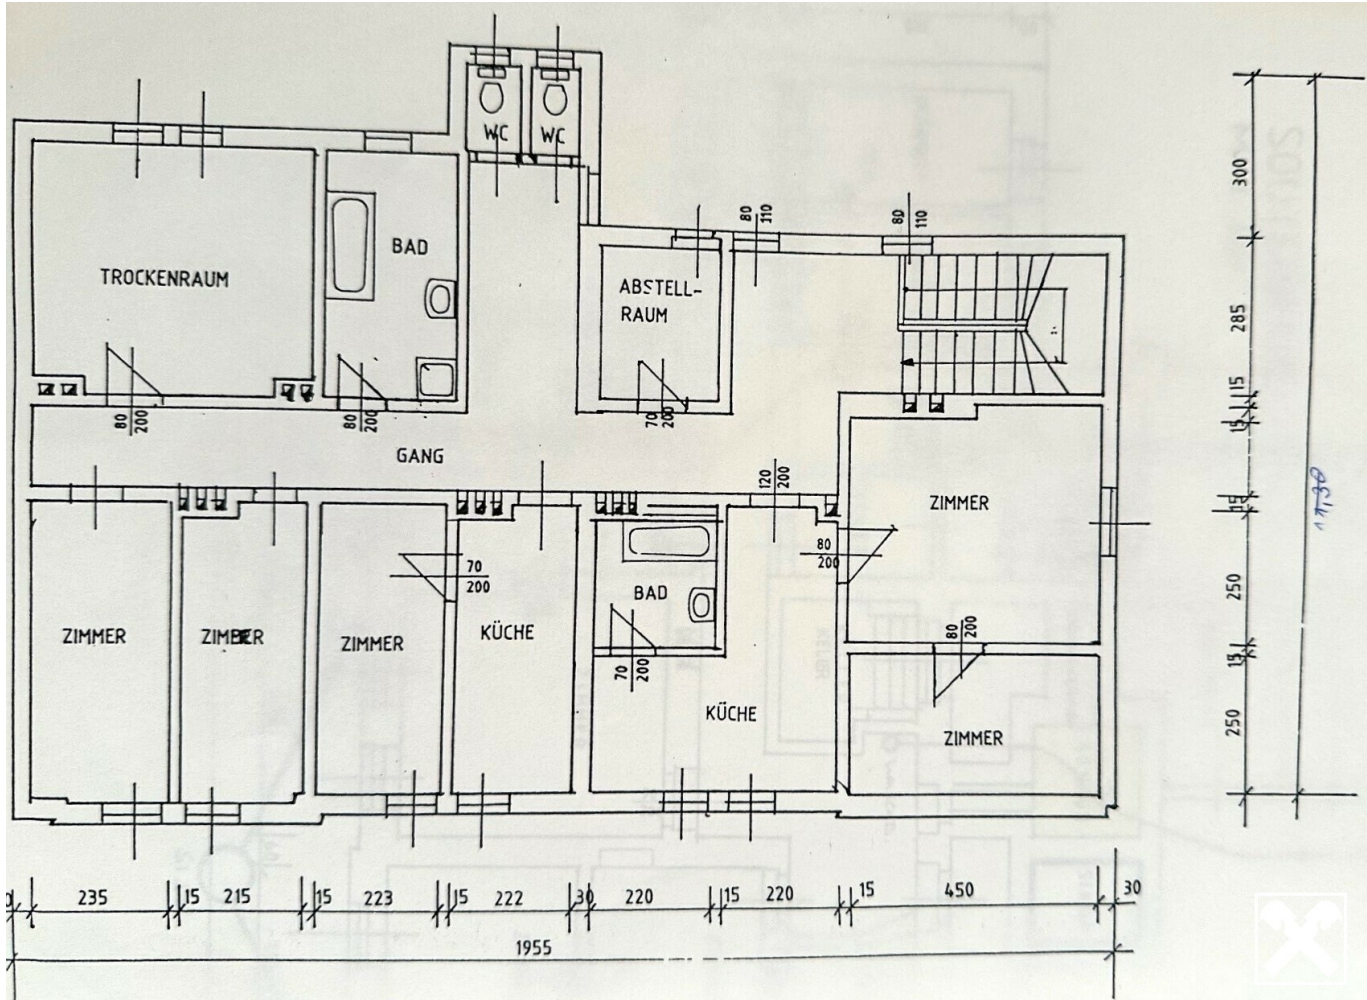 WC
WC
300
80
110
80
110
BAD
TROCKENRAUM
ABSTELL-
RAUM
285
15
15
80
200
80
200
70
200
GANG
120
200
15
ZIMMER
80
200
70
200
250
BAD
80
200
ZIMMER
ZIMMER
ZIMMER
KÜCHE
15
70
200
KÜCHE
ZIMMER
250
235
15
215
15
223
15
222
30
220
15
220
15
450
30
1955